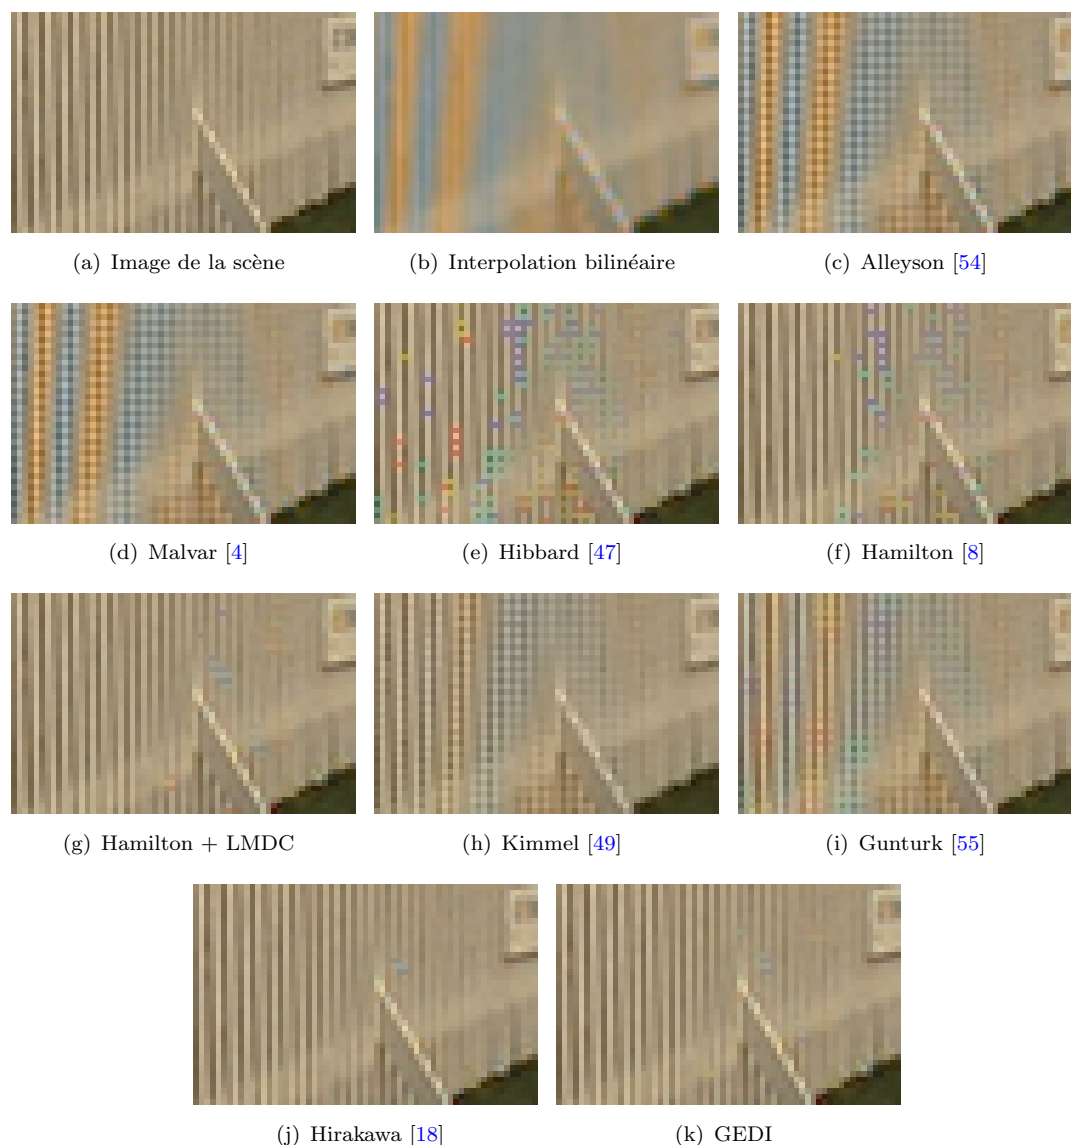 (a) Image de la scène
(b) Interpolation bilinéaire
(c) Alleyson [54]
(d) Malvar [4]
(e) Hibbard [47]
(f) Hamilton [8]
(g) Hamilton + LMDC
(h) Kimmel [49]
(i) Gunturk [55]
(j) Hirakawa [18]
(k) GEDI